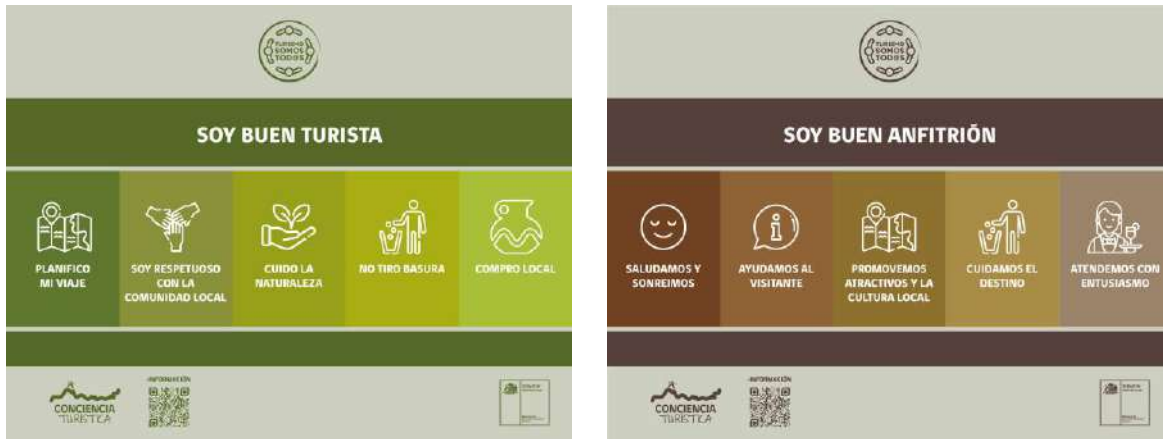 TURISMO
SOMOS
TODOS
SOY BUEN TURISTA
PLANIFICO
MI VIAJE
SOY RESPETUOSO
CON LA
COMUNIDAD LOCAL
CUIDO LA
NATURALEZA
NO TIRO BASURA
COMPRO LOCAL
CONCIENCIA
TURÍSTICA
+INFORMACIÓN
TURISMO
SOMOS
TODOS
SOY BUEN ANFITRIÓN
SALUDAMOS Y
SONREIMOS
AYUDAMOS AL
VISITANTE
PROMOVEMOS
ATRACTIVOS Y LA
CULTURA LOCAL
CUIDAMOS EL
DESTINO
ATENDEMOS CON
ENTUSIASMO
CONCIENCIA
TURÍSTICA
+INFORMACIÓN